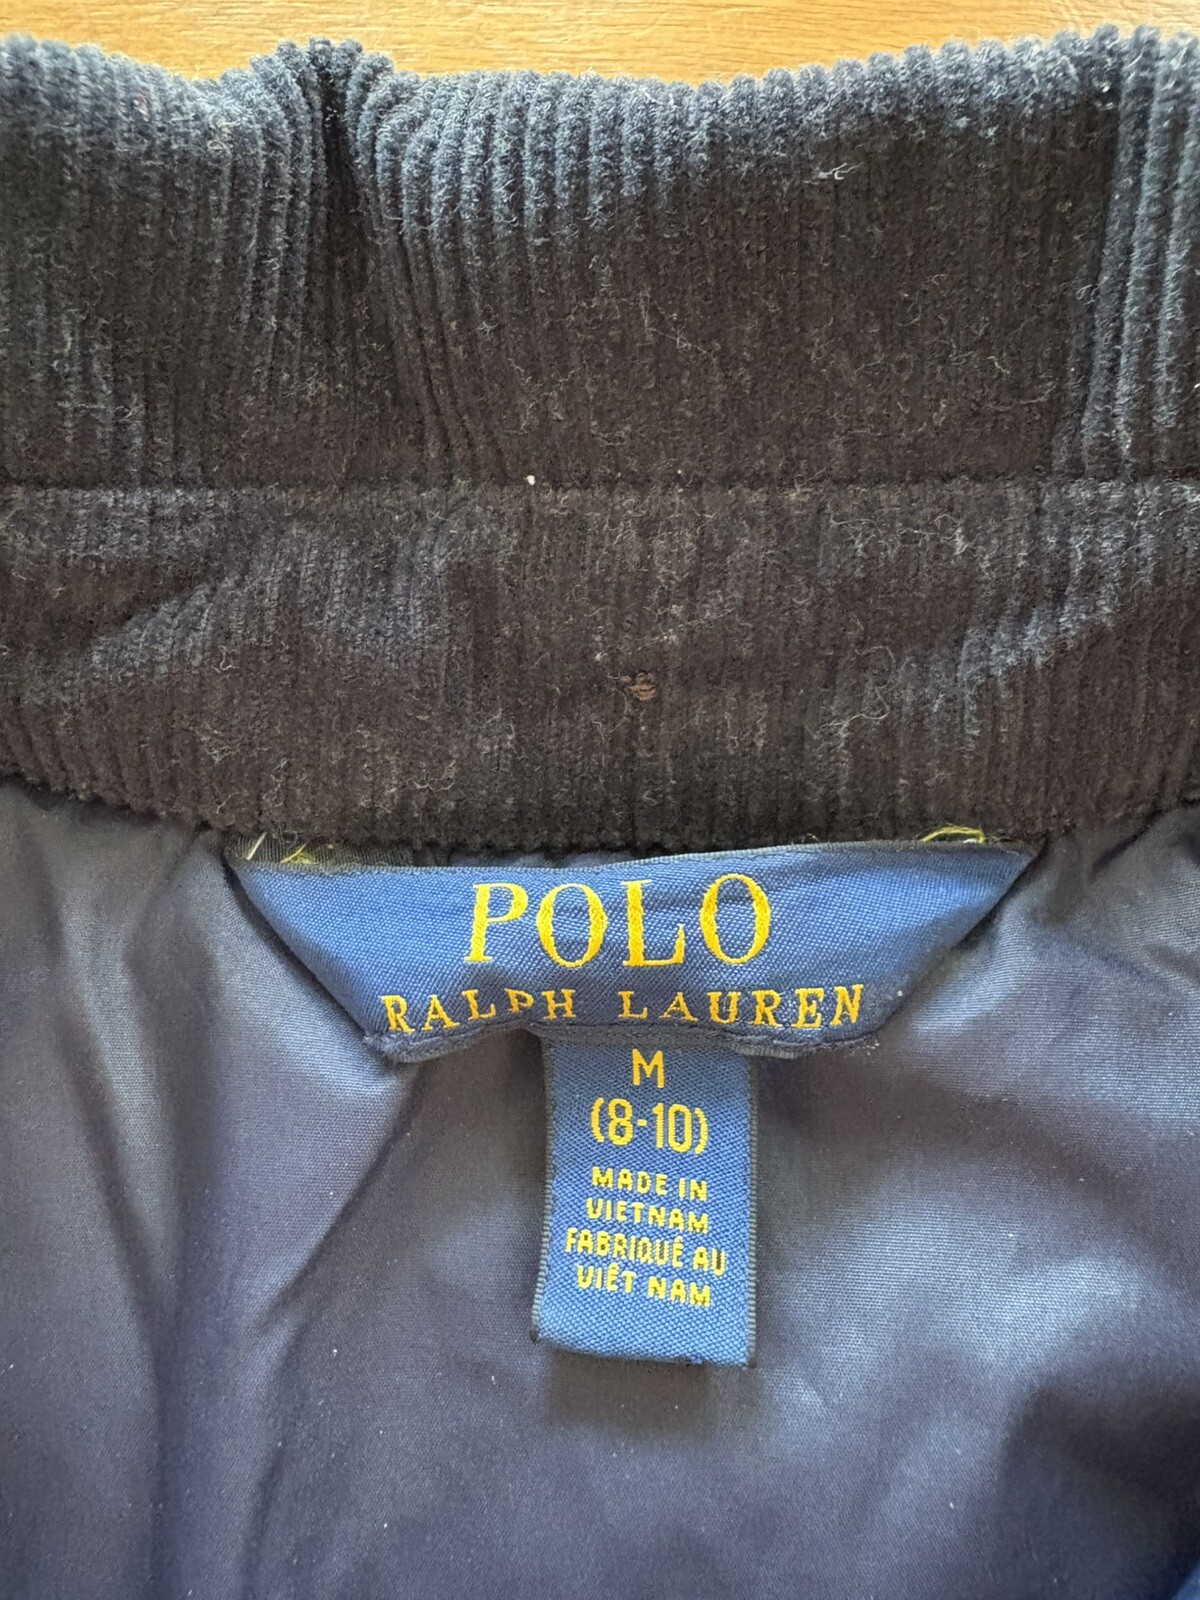 POLO
RALPH LAUREN
M
(8-10)
MADE IN
VIETNAM
FABRIQUÉ AU
VIÊT NAM